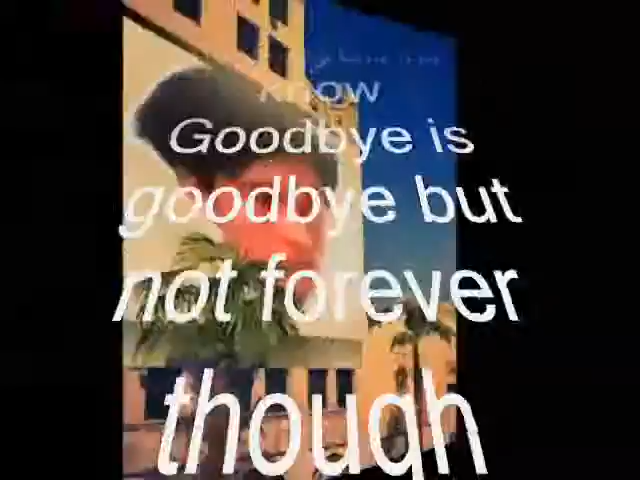 know
Goodbye is
goodbye but
not forever
though